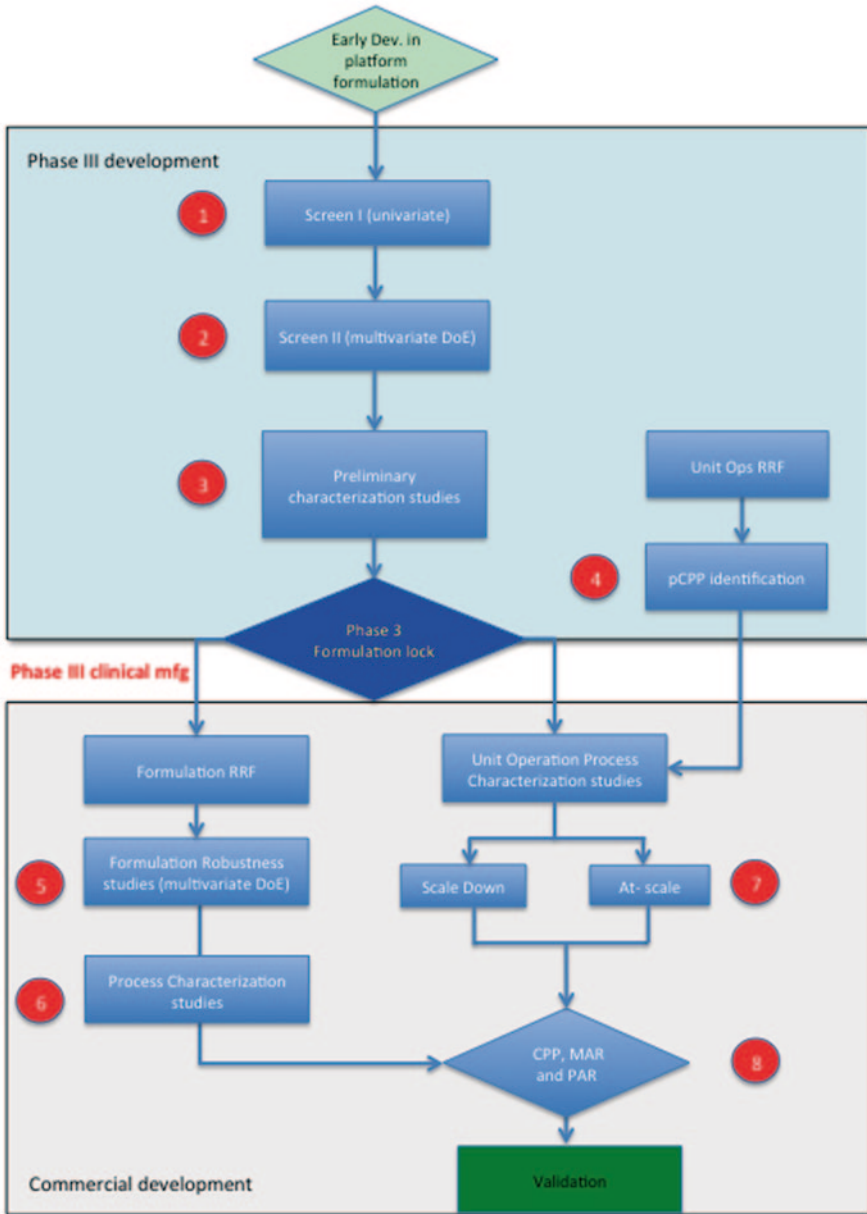 Early Dev. in
platform
formulation
Phase III development
1
Screen I (univariate)
2
Screen II (multivariate DoE)
3
Preliminary
characterization studies
Unit Ops RRF
4
pCPP identification
Phase 3
Formulation lock
Phase III clinical mfg
Formulation RRF
Unit Operation Process
Characterization studies
5
Formulation Robustness
studies (multivariate DoE)
Scale Down
At- scale
7
6
Process Characterization
studies
CPP, MAR
and PAR
8
Validation
Commercial development